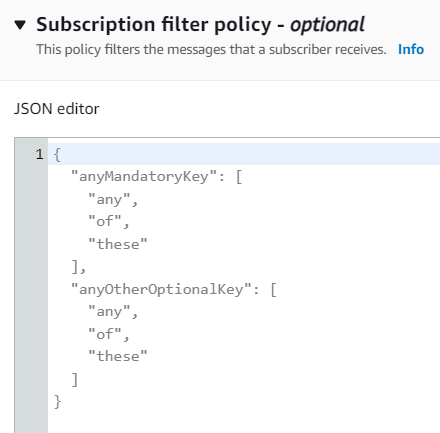 ▼ Subscription filter policy - optional
This policy filters the messages that a subscriber receives. Info
JSON editor
1 {
"anyMandatoryKey": [
"any",
"of",
"these"
],
"anyOtherOptionalKey": [
"any",
"of",
"these"
]
}